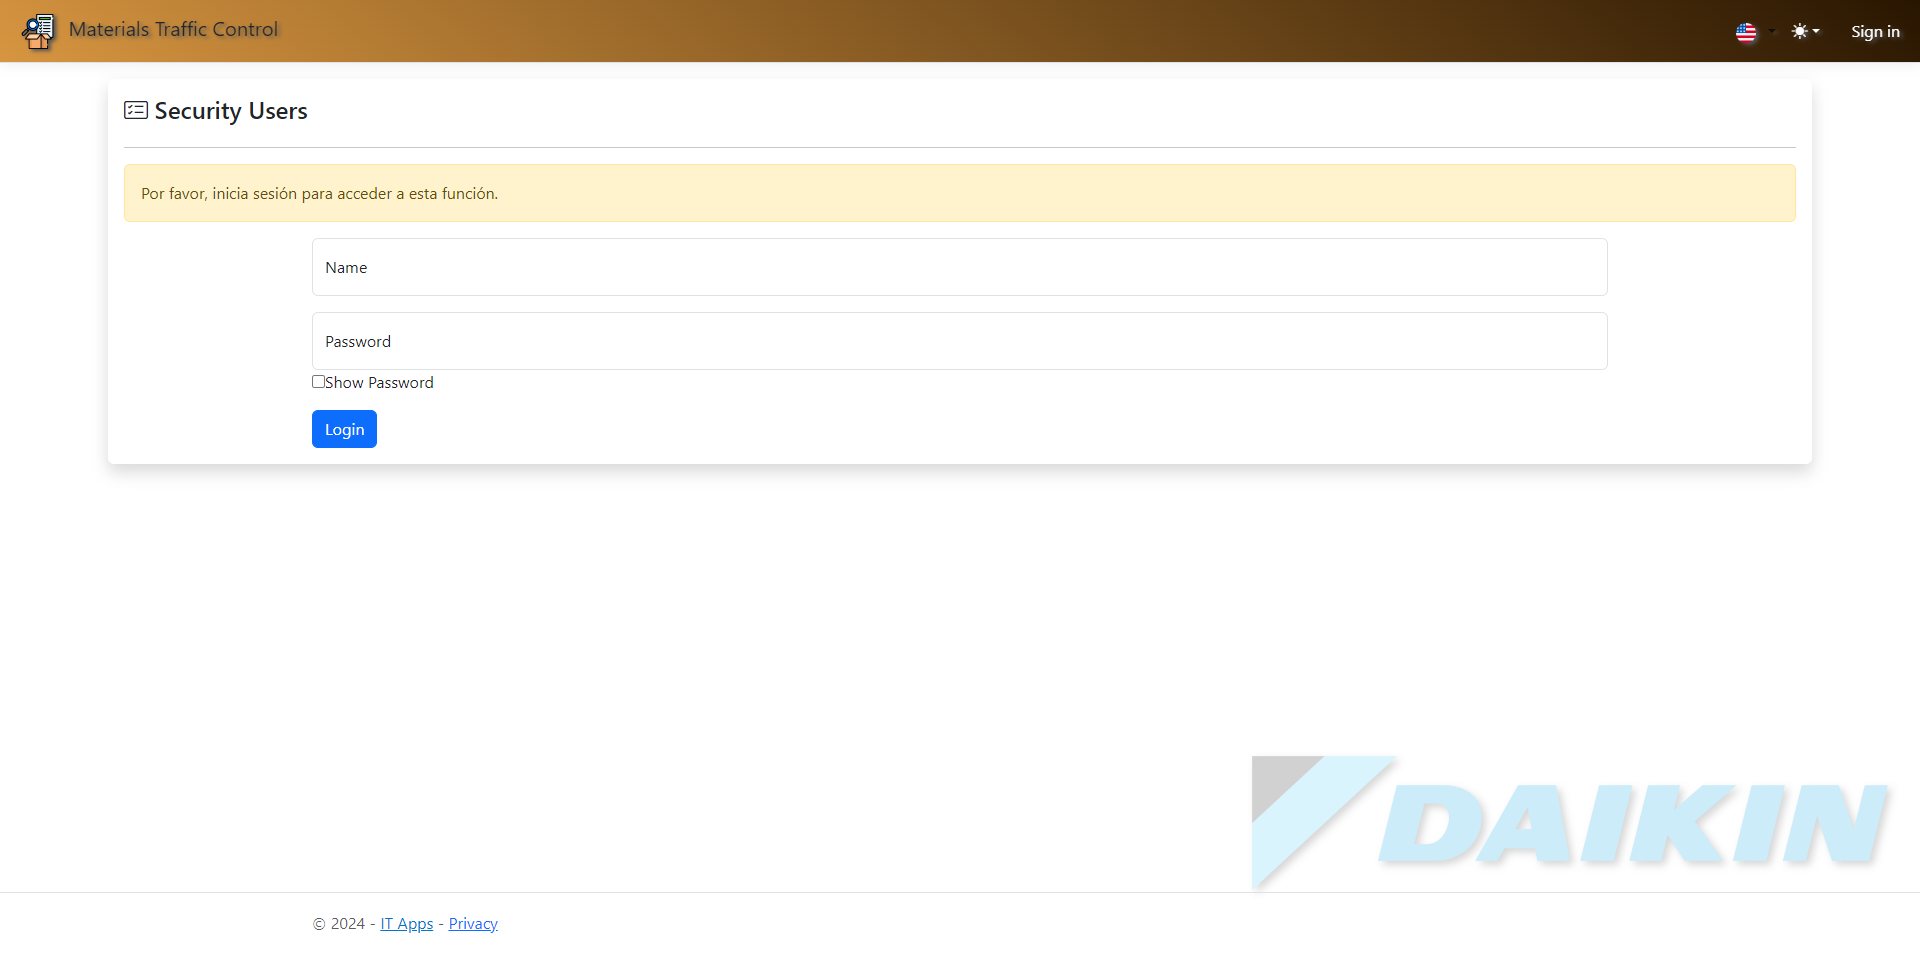 Materials Traffic Control
Sign in
Security Users
Por favor, inicia sesión para acceder a esta función.
Name
Password
Show Password
Login
DAIKIN
© 2024 - IT Apps - Privacy